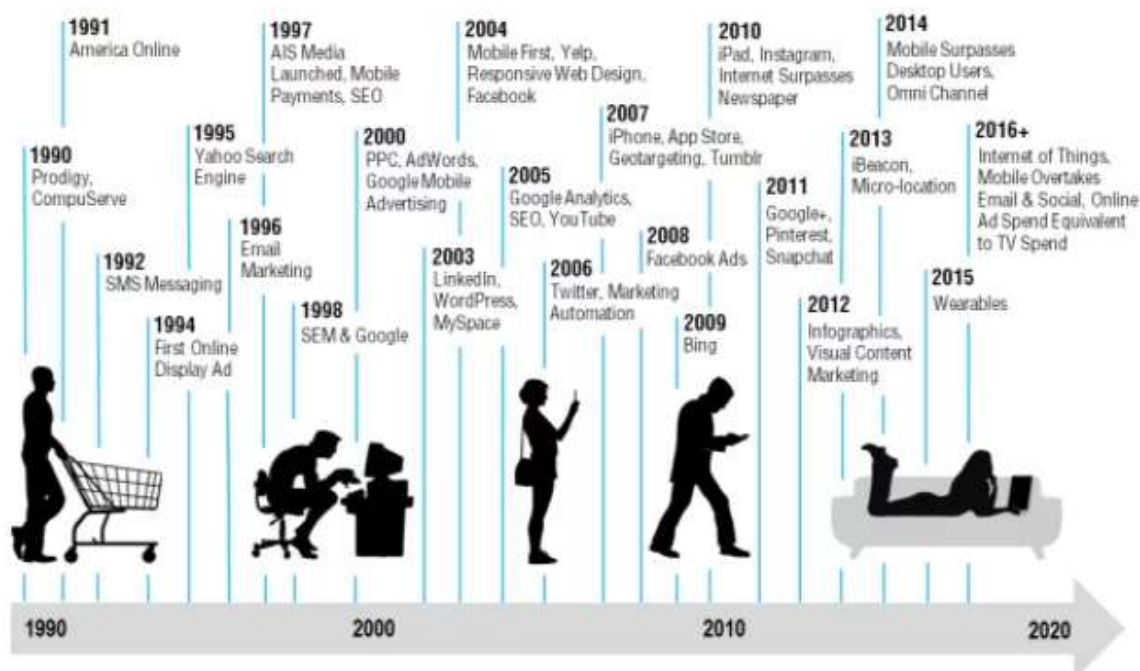 1990
Prodigy,
CompuServe
1991
America Online
1992
SMS Messaging
1994
First Online
Display Ad
1995
Yahoo Search
Engine
1996
Email
Marketing
1997
AIS Media
Launched, Mobile
Payments, SEO
1998
SEM & Google
2000
PPC, AdWords,
Google Mobile
Advertising
2003
LinkedIn,
WordPress,
MySpace
2004
Mobile First, Yelp,
Responsive Web Design,
Facebook
2005
Google Analytics,
SEO, YouTube
2006
Twitter, Marketing
Automation
2007
iPhone, App Store,
Geotargeting, Tumblr
2008
Facebook Ads
2009
Bing
2010
iPad, Instagram,
Internet Surpasses
Newspaper
2011
Google+,
Pinterest,
Snapchat
2012
Infographics,
Visual Content
Marketing
2013
iBeacon,
Micro-location
2014
Mobile Surpasses
Desktop Users,
Omni Channel
2015
Wearables
2016+
Internet of Things,
Mobile Overtakes
Email & Social, Online
Ad Spend Equivalent
to TV Spend
1990
2000
2010
2020